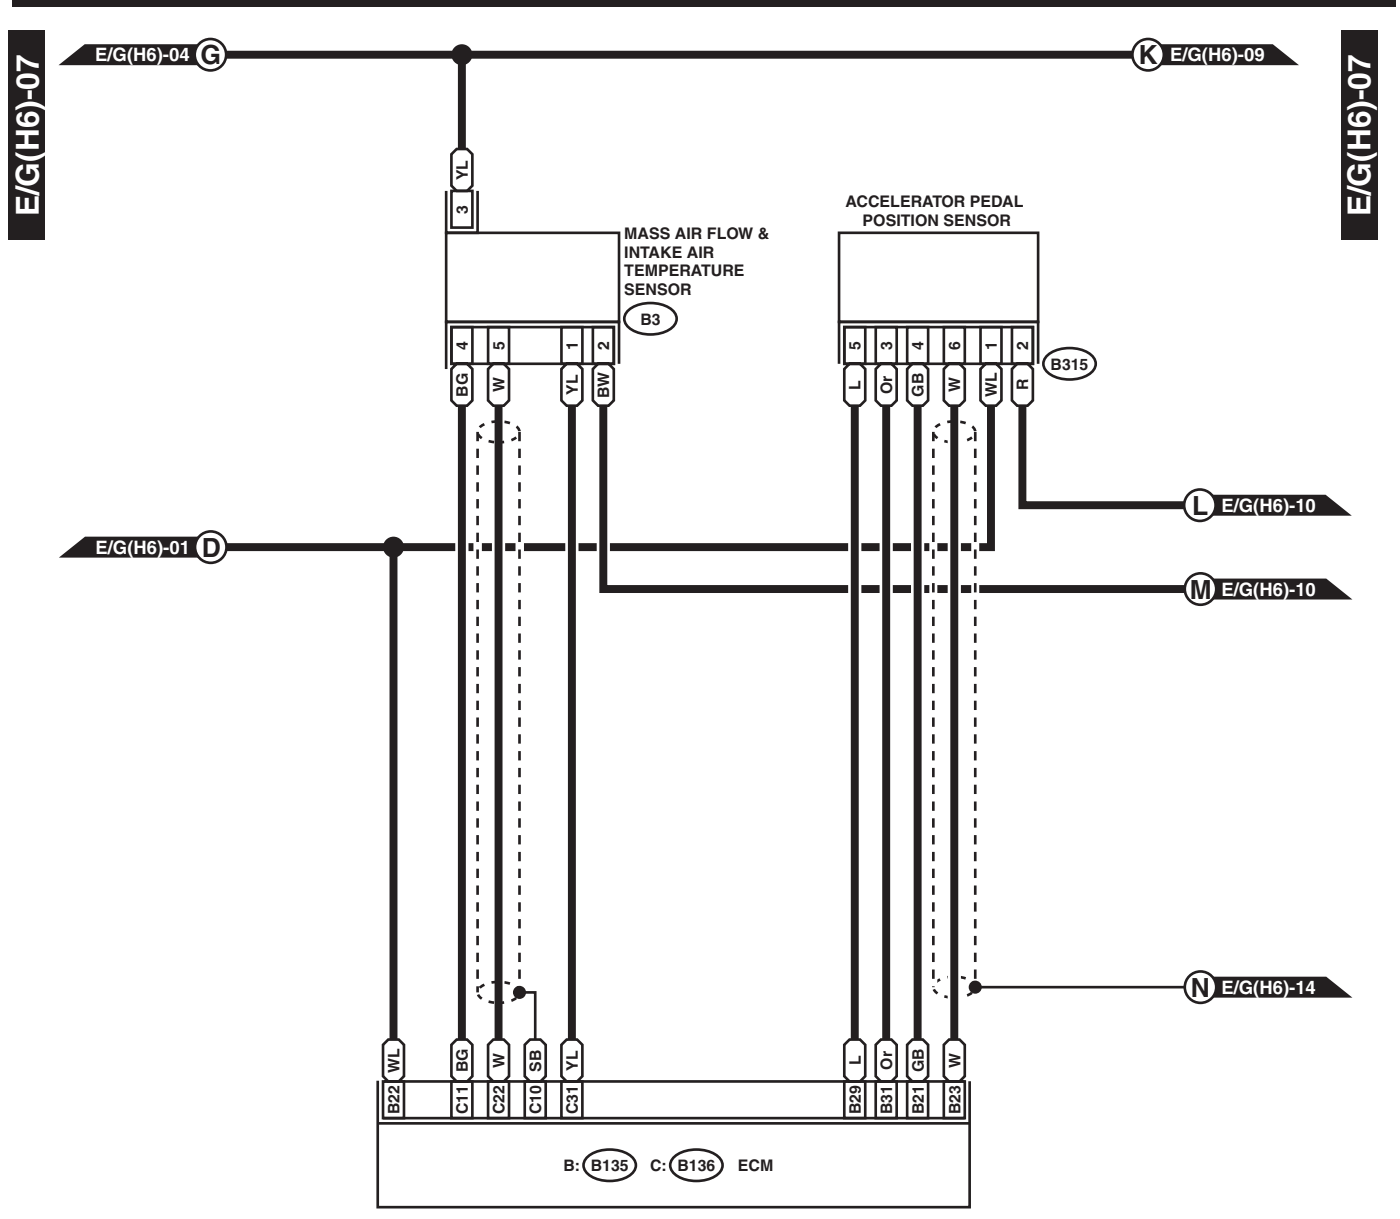 E/G(H6)-07
E/G(H6)-04 G
K E/G(H6)-09
E/G(H6)-07
YL
3
MASS AIR FLOW &
INTAKE AIR
TEMPERATURE
SENSOR
B3
ACCELERATOR PEDAL
POSITION SENSOR
B315
4 5 1 2
5 3 4 6 1 2
BG W YL BW
L Or GB W WL R
L E/G(H6)-10
E/G(H6)-01 D
M E/G(H6)-10
N E/G(H6)-14
WL BG W SB YL
L Or GB W
B22 C11 C22 C10 C31
B29 B31 B21 B23
B: B135 C: B136 ECM